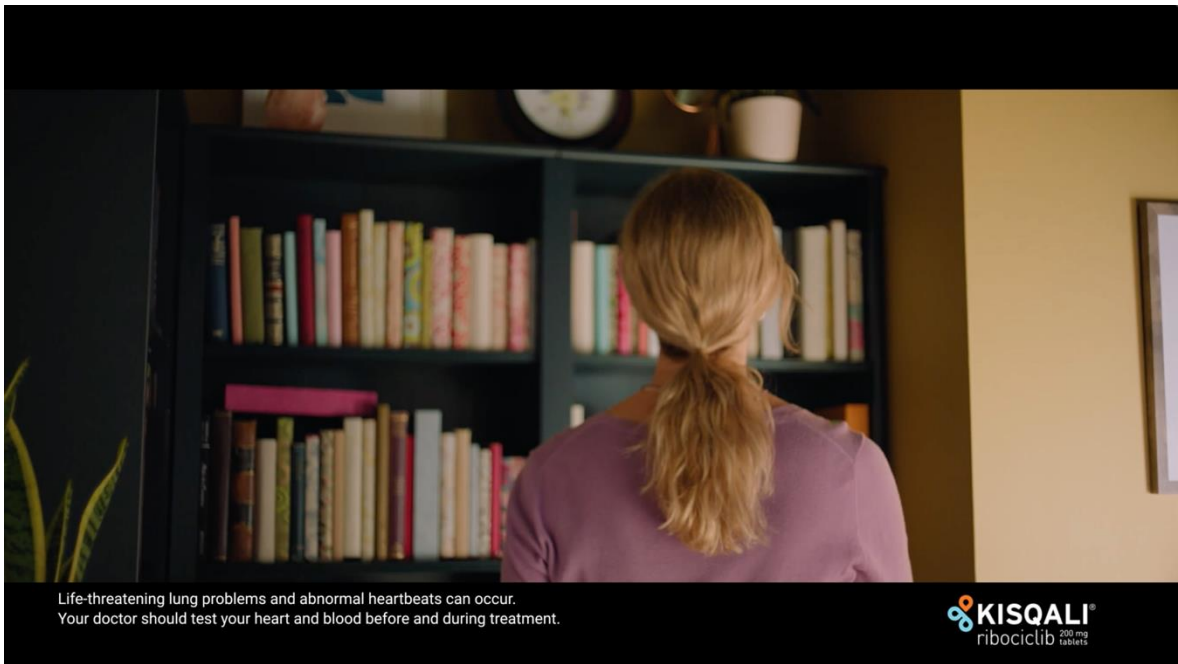 Life-threatening lung problems and abnormal heartbeats can occur.
Your doctor should test your heart and blood before and during treatment.
KISQALI®
ribociclib 200 mg tablets